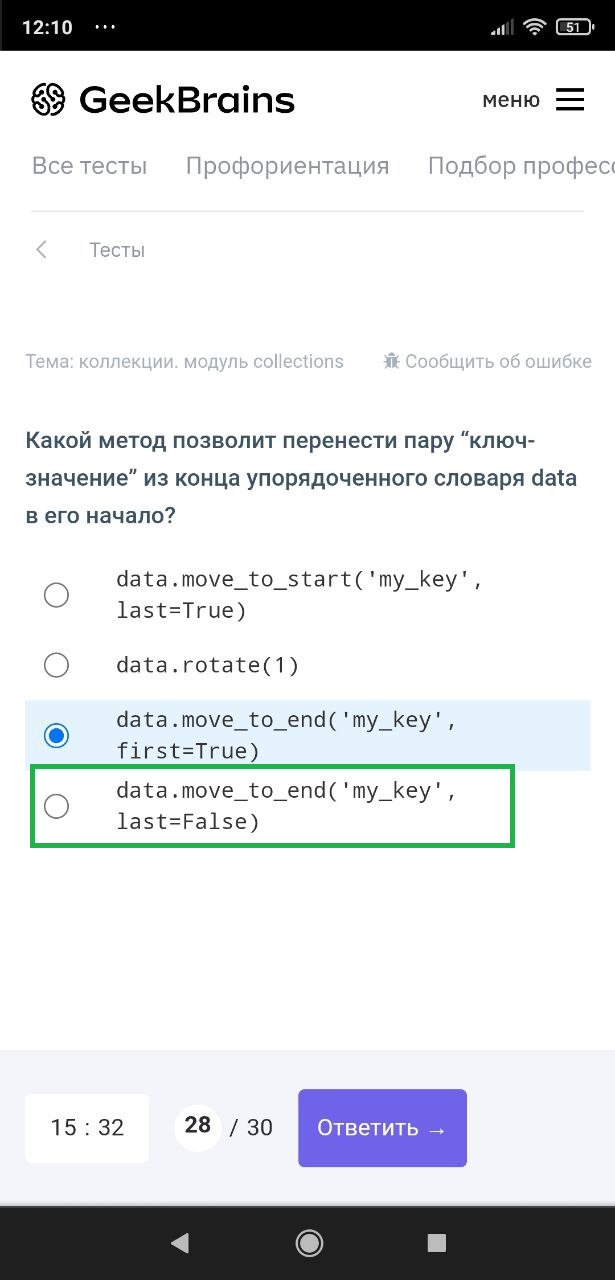 12:10 ... 51
GeekBrains меню
Все тесты Профориентация Подбор професс
Тесты
Тема: коллекции. модуль collections Сообщить об ошибке
Какой метод позволит перенести пару “ключ-
значение” из конца упорядоченного словаря data
в его начало?
data.move_to_start('my_key',
last=True)
data.rotate(1)
data.move_to_end('my_key',
first=True)
data.move_to_end('my_key',
last=False)
15 : 32 28 / 30 Ответить →